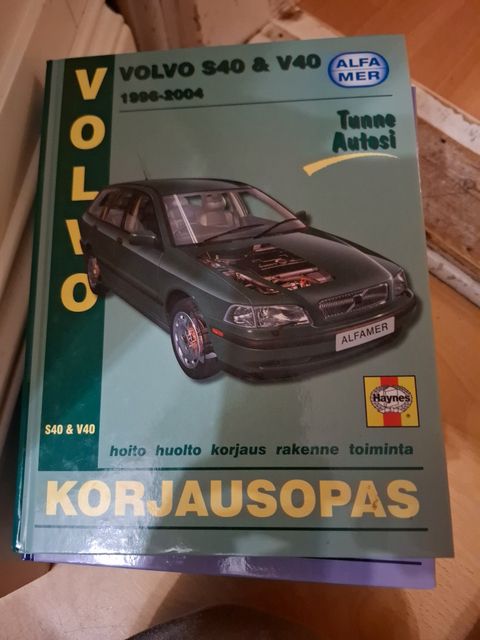 VOLVO
VOLVO S40 & V40
1996-2004
ALFA
MER
Tunne
Autosi
ALFAMER
Haynes
S40 & V40
hoito huolto korjaus rakenne toiminta
KORJAUSOPAS